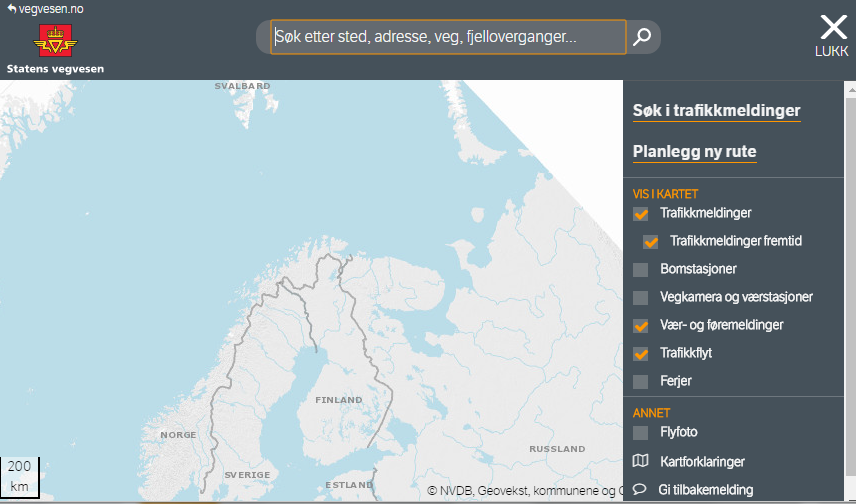 vegvesen.no
Statens vegvesen
Søk etter sted, adresse, veg, fjelloverganger...
LUKK
SVALBARD
FINLAND
NORGE
SVERIGE
ESTLAND
RUSSLAND
200
km
© NVDB, Geovekst, kommunene og
Søk i trafikkmeldinger
Planlegg ny rute
VIS I KARTET
Trafikkmeldinger
Trafikkmeldinger fremtid
Bomstasjoner
Vegkamera og værstasjoner
Vær- og føremeldinger
Trafikkflyt
Ferjer
ANNET
Flyfoto
Kartforklaringer
Gi tilbakemelding